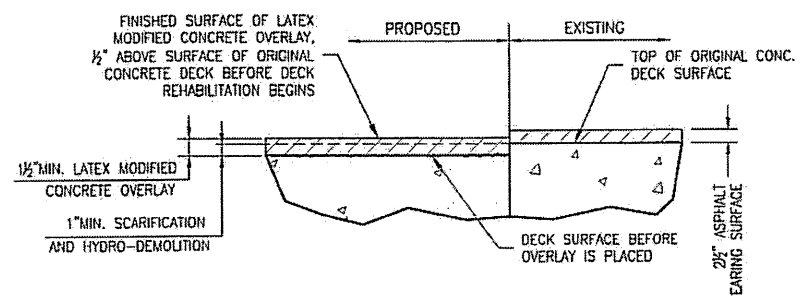 FINISHED SURFACE OF LATEX
MODIFIED CONCRETE OVERLAY,
½" ABOVE SURFACE OF ORIGINAL
CONCRETE DECK BEFORE DECK
REHABILITATION BEGINS
PROPOSED
EXISTING
TOP OF ORIGINAL CONC.
DECK SURFACE
1½"MIN. LATEX MODIFIED
CONCRETE OVERLAY
1"MIN. SCARIFICATION
AND HYDRO-DEMOLITION
DECK SURFACE BEFORE
OVERLAY IS PLACED
2½" ASPHALT
EARING SURFACE